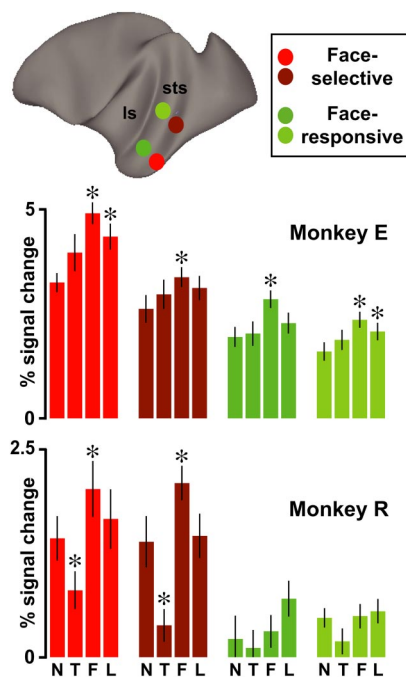 ls
sts
Face-
selective
Face-
responsive
5
Monkey E
* * * * * *
% signal change
0
2.5
Monkey R
* * * *
% signal change
0
N T F L N T F L N T F L N T F L